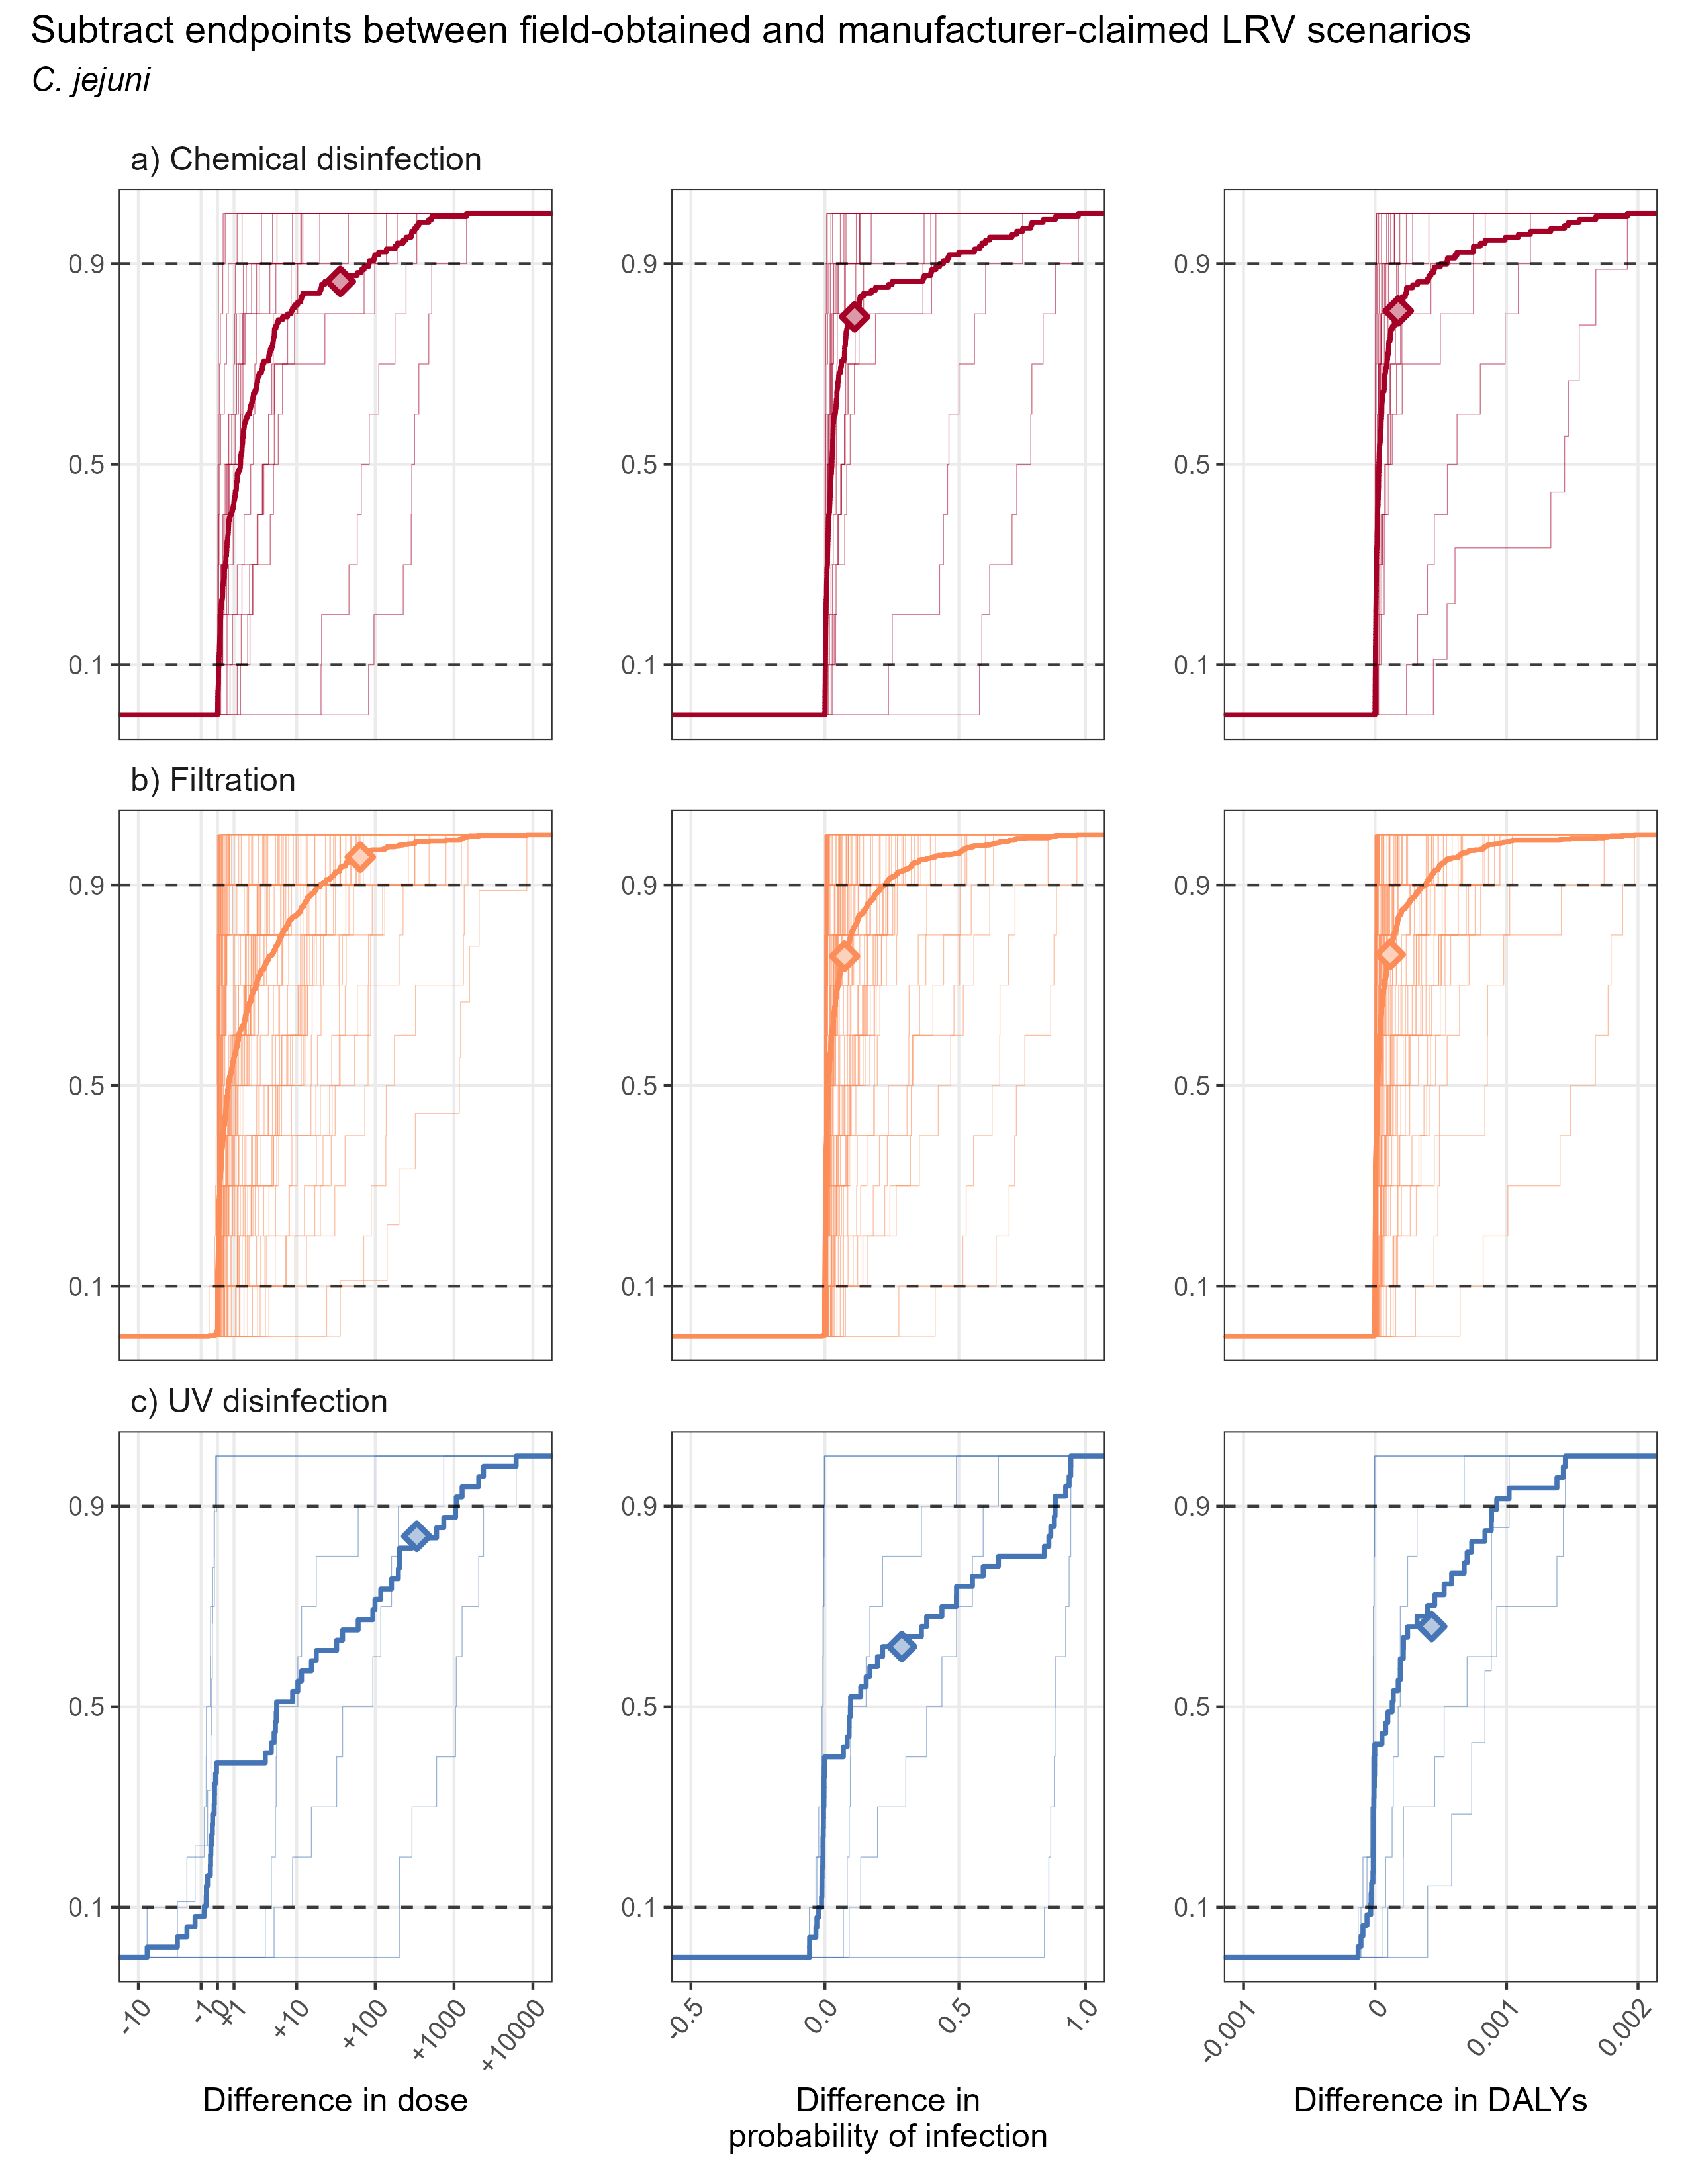 Subtract endpoints between field-obtained and manufacturer-claimed LRV scenarios
C. jejuni
a) Chemical disinfection
0.9
0.5
0.1
0.9
0.5
0.1
0.9
0.5
0.1
b) Filtration
0.9
0.5
0.1
0.9
0.5
0.1
0.9
0.5
0.1
c) UV disinfection
0.9
0.5
0.1
0.9
0.5
0.1
0.9
0.5
0.1
-10 -1 0 +1 +10 +100 +1000 +10000
-0.5 0.0 0.5 1.0
-0.001 0 0.001 0.002
Difference in dose
Difference in
probability of infection
Difference in DALYs